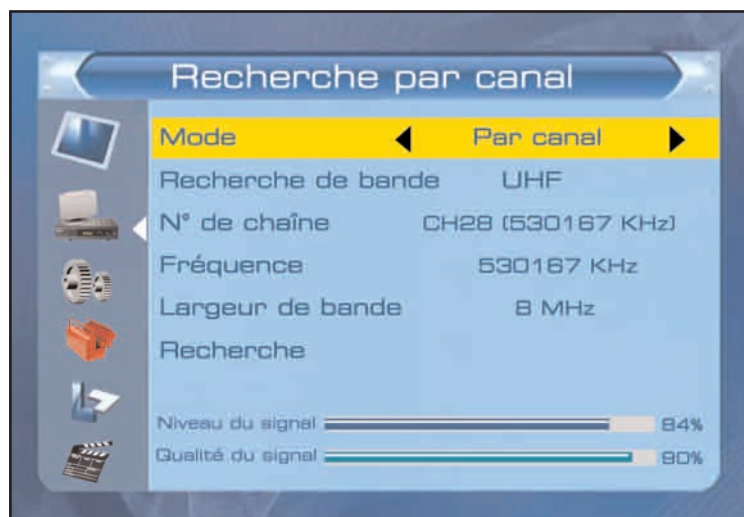 Recherche par canal
Mode Par canal
Recherche de bande UHF
N° de chaîne CH28 (530167 KHz)
Fréquence 530167 KHz
Largeur de bande 8 MHz
Recherche
Niveau du signal 84%
Qualité du signal 90%